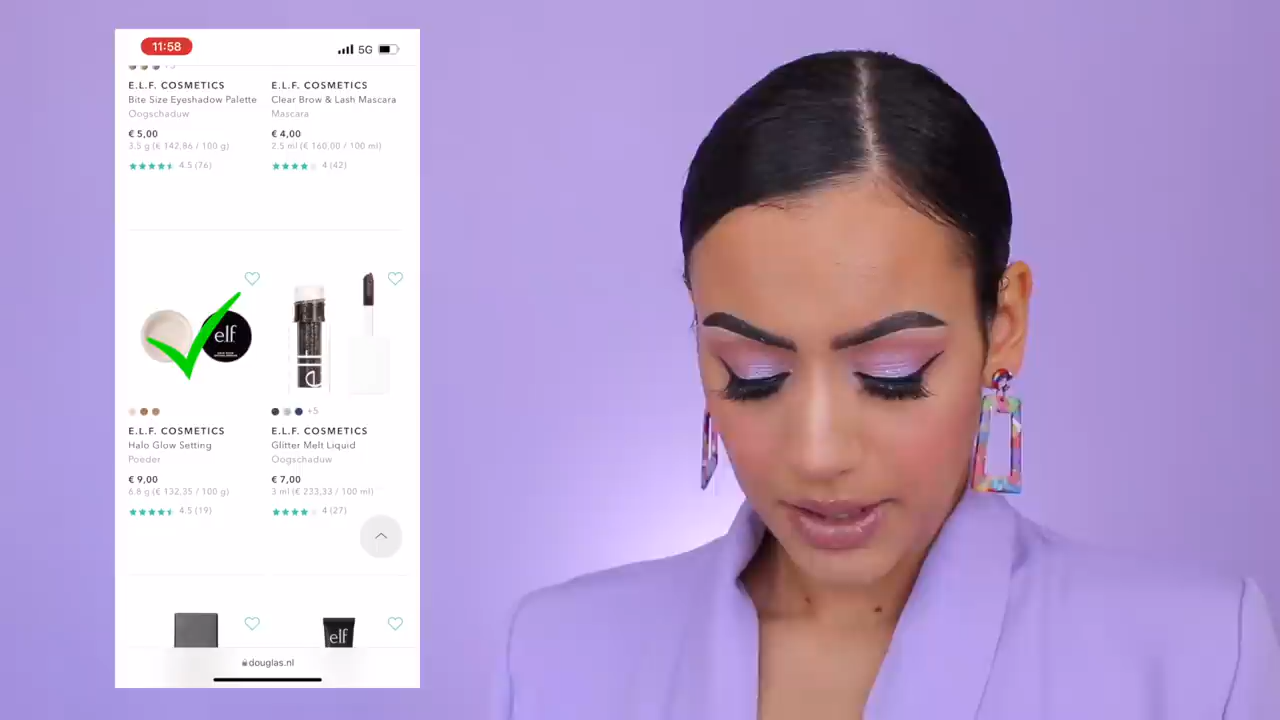 11:58
5G
+5
E.L.F. COSMETICS
Bite Size Eyeshadow Palette
Oogschaduw
€ 5,00
3.5 g (€ 142,86 / 100 g)
4.5 (76)
E.L.F. COSMETICS
Clear Brow & Lash Mascara
Mascara
€ 4,00
2.5 ml (€ 160,00 / 100 ml)
4 (42)
elf
E.L.F. COSMETICS
Halo Glow Setting
Poeder
€ 9,00
6.8 g (€ 132,35 / 100 g)
4.5 (19)
elf
+5
E.L.F. COSMETICS
Glitter Melt Liquid
Oogschaduw
€ 7,00
3 ml (€ 233,33 / 100 ml)
4 (27)
elf
douglas.nl